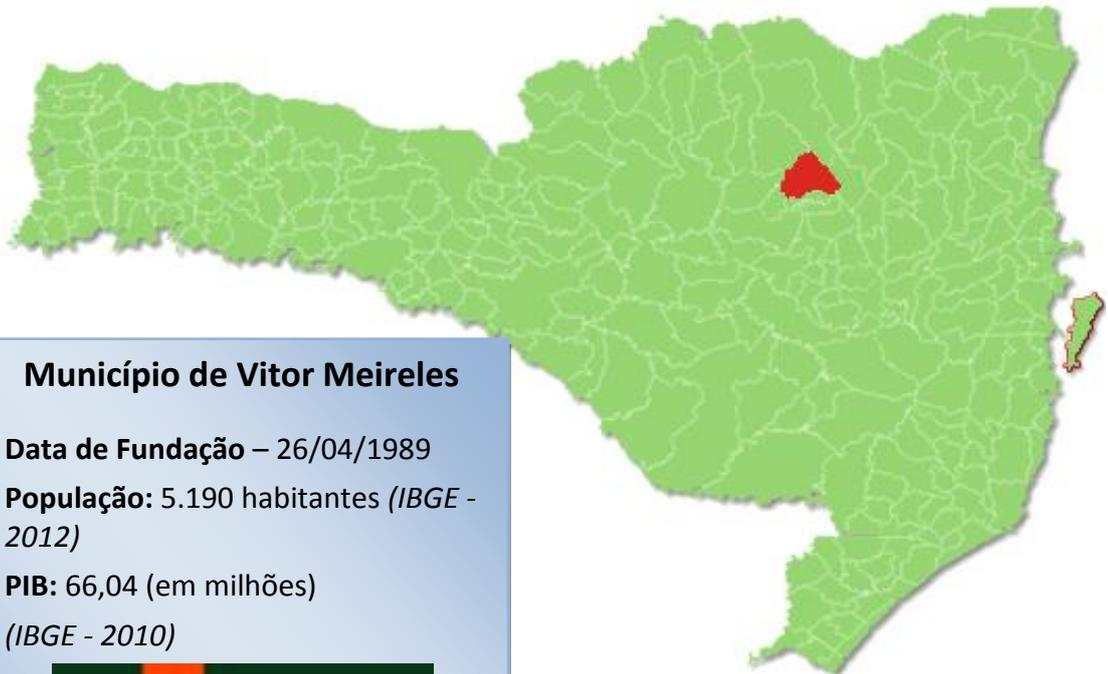 Município de Vitor Meireles
Data de Fundação – 26/04/1989
População: 5.190 habitantes (IBGE -
2012)
PIB: 66,04 (em milhões)
(IBGE - 2010)